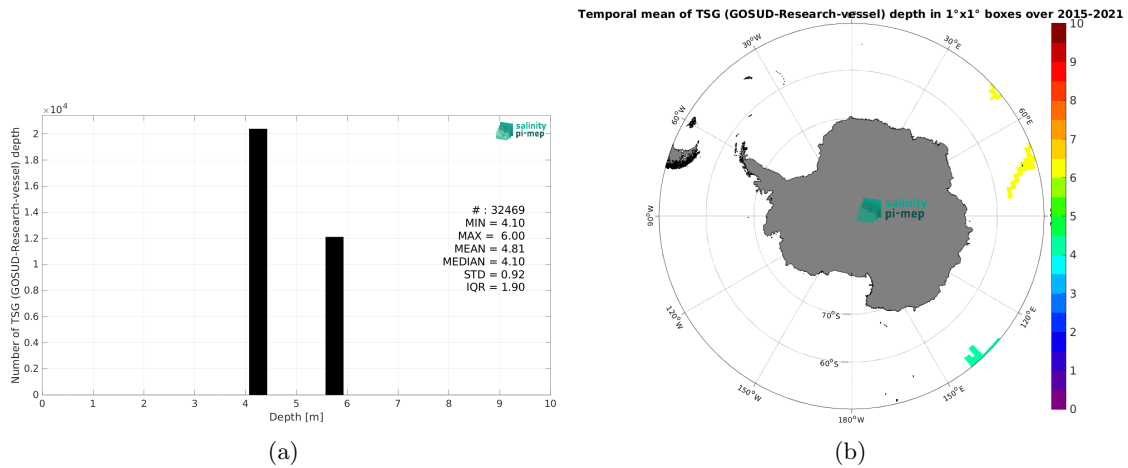 ×10⁴
2
1.8
1.6
1.4
1.2
1
0.8
0.6
0.4
0.2
0
0 1 2 3 4 5 6 7 8 9 10
Number of TSG (GOSUD-Research-vessel) depth
Depth [m]
salinity
pi-mep
# : 32469
MIN = 4.10
MAX = 6.00
MEAN = 4.81
MEDIAN = 4.10
STD = 0.92
IQR = 1.90
(a)
Temporal mean of TSG (GOSUD-Research-vessel) depth in 1°x1° boxes over 2015-2021
30°W
30°E
60°W
60°E
90°W
120°W
120°E
150°W
150°E
180°W
70°S
60°S
salinity
pi-mep
10
9
8
7
6
5
4
3
2
1
0
(b)